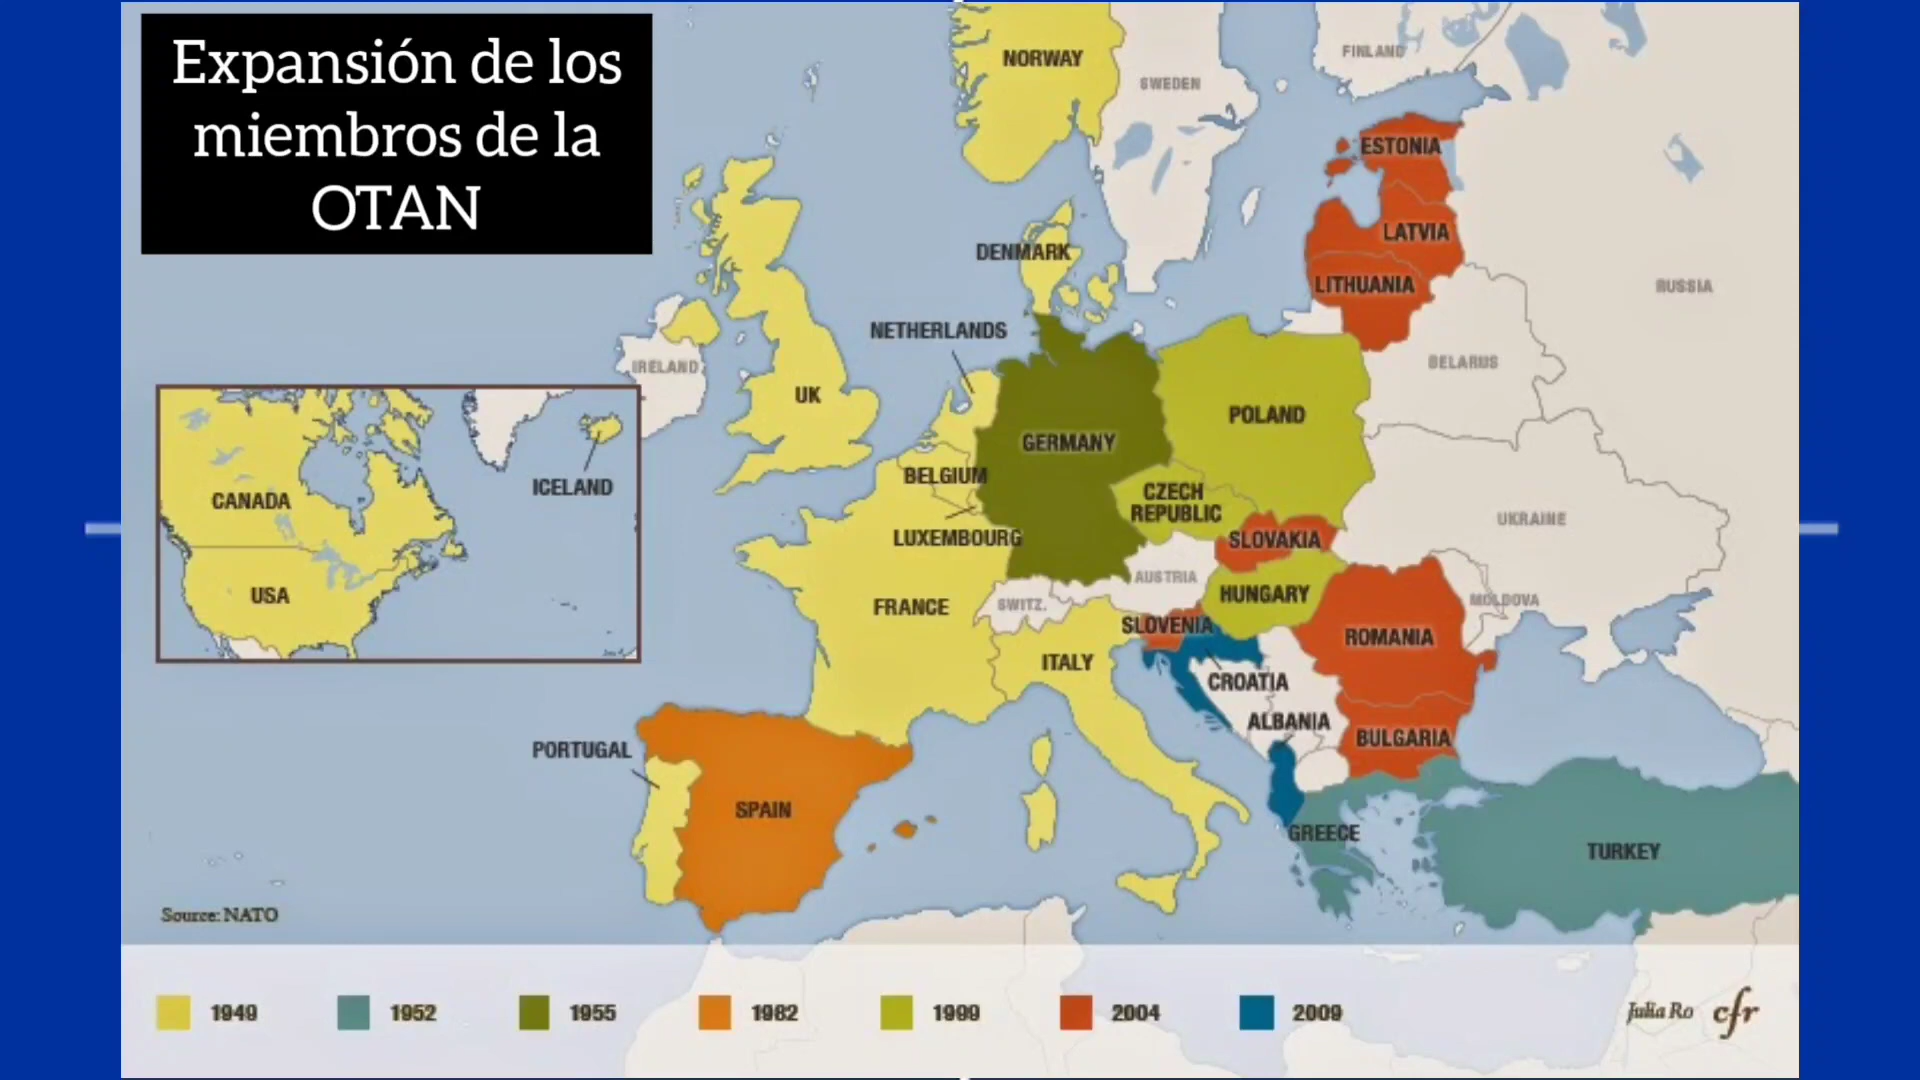 Expansión de los
miembros de la
OTAN
NORWAY
FINLAND
SWEDEN
ESTONIA
LATVIA
DENMARK
LITHUANIA
RUSSIA
NETHERLANDS
IRELAND
BELARUS
UK
POLAND
GERMANY
BELGIUM
CZECH
REPUBLIC
ICELAND
CANADA
UKRAINE
LUXEMBOURG
SLOVAKIA
AUSTRIA
USA
HUNGARY
SWITZ.
FRANCE
MOLDOVA
SLOVENIA
ROMANIA
ITALY
CROATIA
ALBANIA
BULGARIA
PORTUGAL
SPAIN
GREECE
TURKEY
Source: NATO
1949 1952 1955 1982 1999 2004 2009
Julia Ro cfr